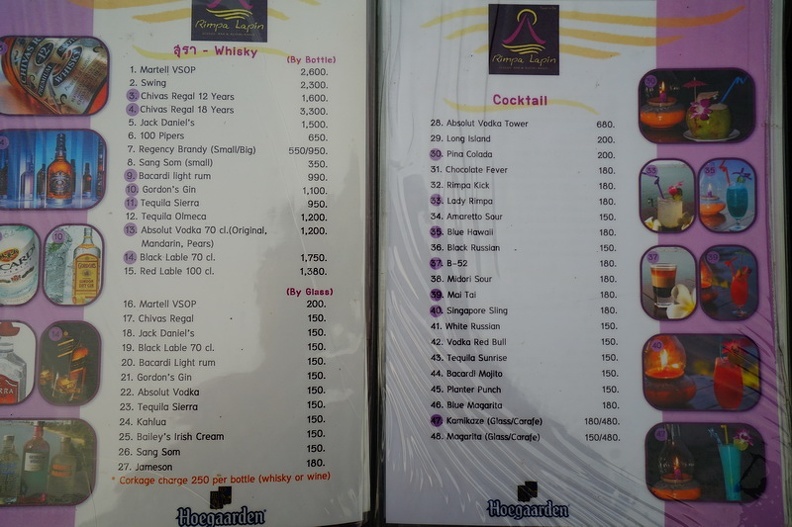 Rimpa Lapin
สุรา - Whisky
(By Bottle)
1. Martell VSOP 2,600.
2. Swing 2,300.
3. Chivas Regal 12 Years 1,600.
4. Chivas Regal 18 Years 3,300.
5. Jack Daniel's 1,500.
6. 100 Pipers 650.
7. Regency Brandy (Small/Big) 550/950.
8. Sang Som (small) 350.
9. Bacardi light rum 990.
10. Gordon's Gin 1,100.
11. Tequila Sierra 950.
12. Tequila Olmeca 1,200.
13. Absolut Vodka 70 cl.(Original, 1,200.
Mandarin, Pears)
14. Black Lable 70 cl. 1,750.
15. Red Lable 100 cl. 1,380.
(By Glass)
16. Martell VSOP 200.
17. Chivas Regal 150.
18. Jack Daniel's 150.
19. Black Lable 70 cl. 150.
20. Bacardi Light rum 150.
21. Gordon's Gin 150.
22. Absolut Vodka 150.
23. Tequila Sierra 150.
24. Kahlua 150.
25. Bailey's Irish Cream 150.
26. Sang Som 150.
27. Jameson 180.
* Corkage charge 250 per bottle (whisky or wine)
Hoegaarden
Rimpa Lapin
Cocktail
28. Absolut Vodka Tower 680.
29. Long Island 200.
30. Pina Colada 200.
31. Chocolate Fever 180.
32. Rimpa Kick 180.
33. Lady Rimpa 180.
34. Amaretto Sour 150.
35. Blue Hawaii 180.
36. Black Russian 150.
37. B-52 180.
38. Midori Sour 180.
39. Mai Tai 180.
40. Singapore Sling 180.
41. White Russian 150.
42. Vodka Red Bull 180.
43. Tequila Sunrise 180.
44. Bacardi Mojito 150.
45. Planter Punch 150.
46. Blue Magarita 180.
47. Kamikaze (Glass/Carafe) 180/480.
48. Magarita (Glass/Carafe) 150/480.
Hoegaarden